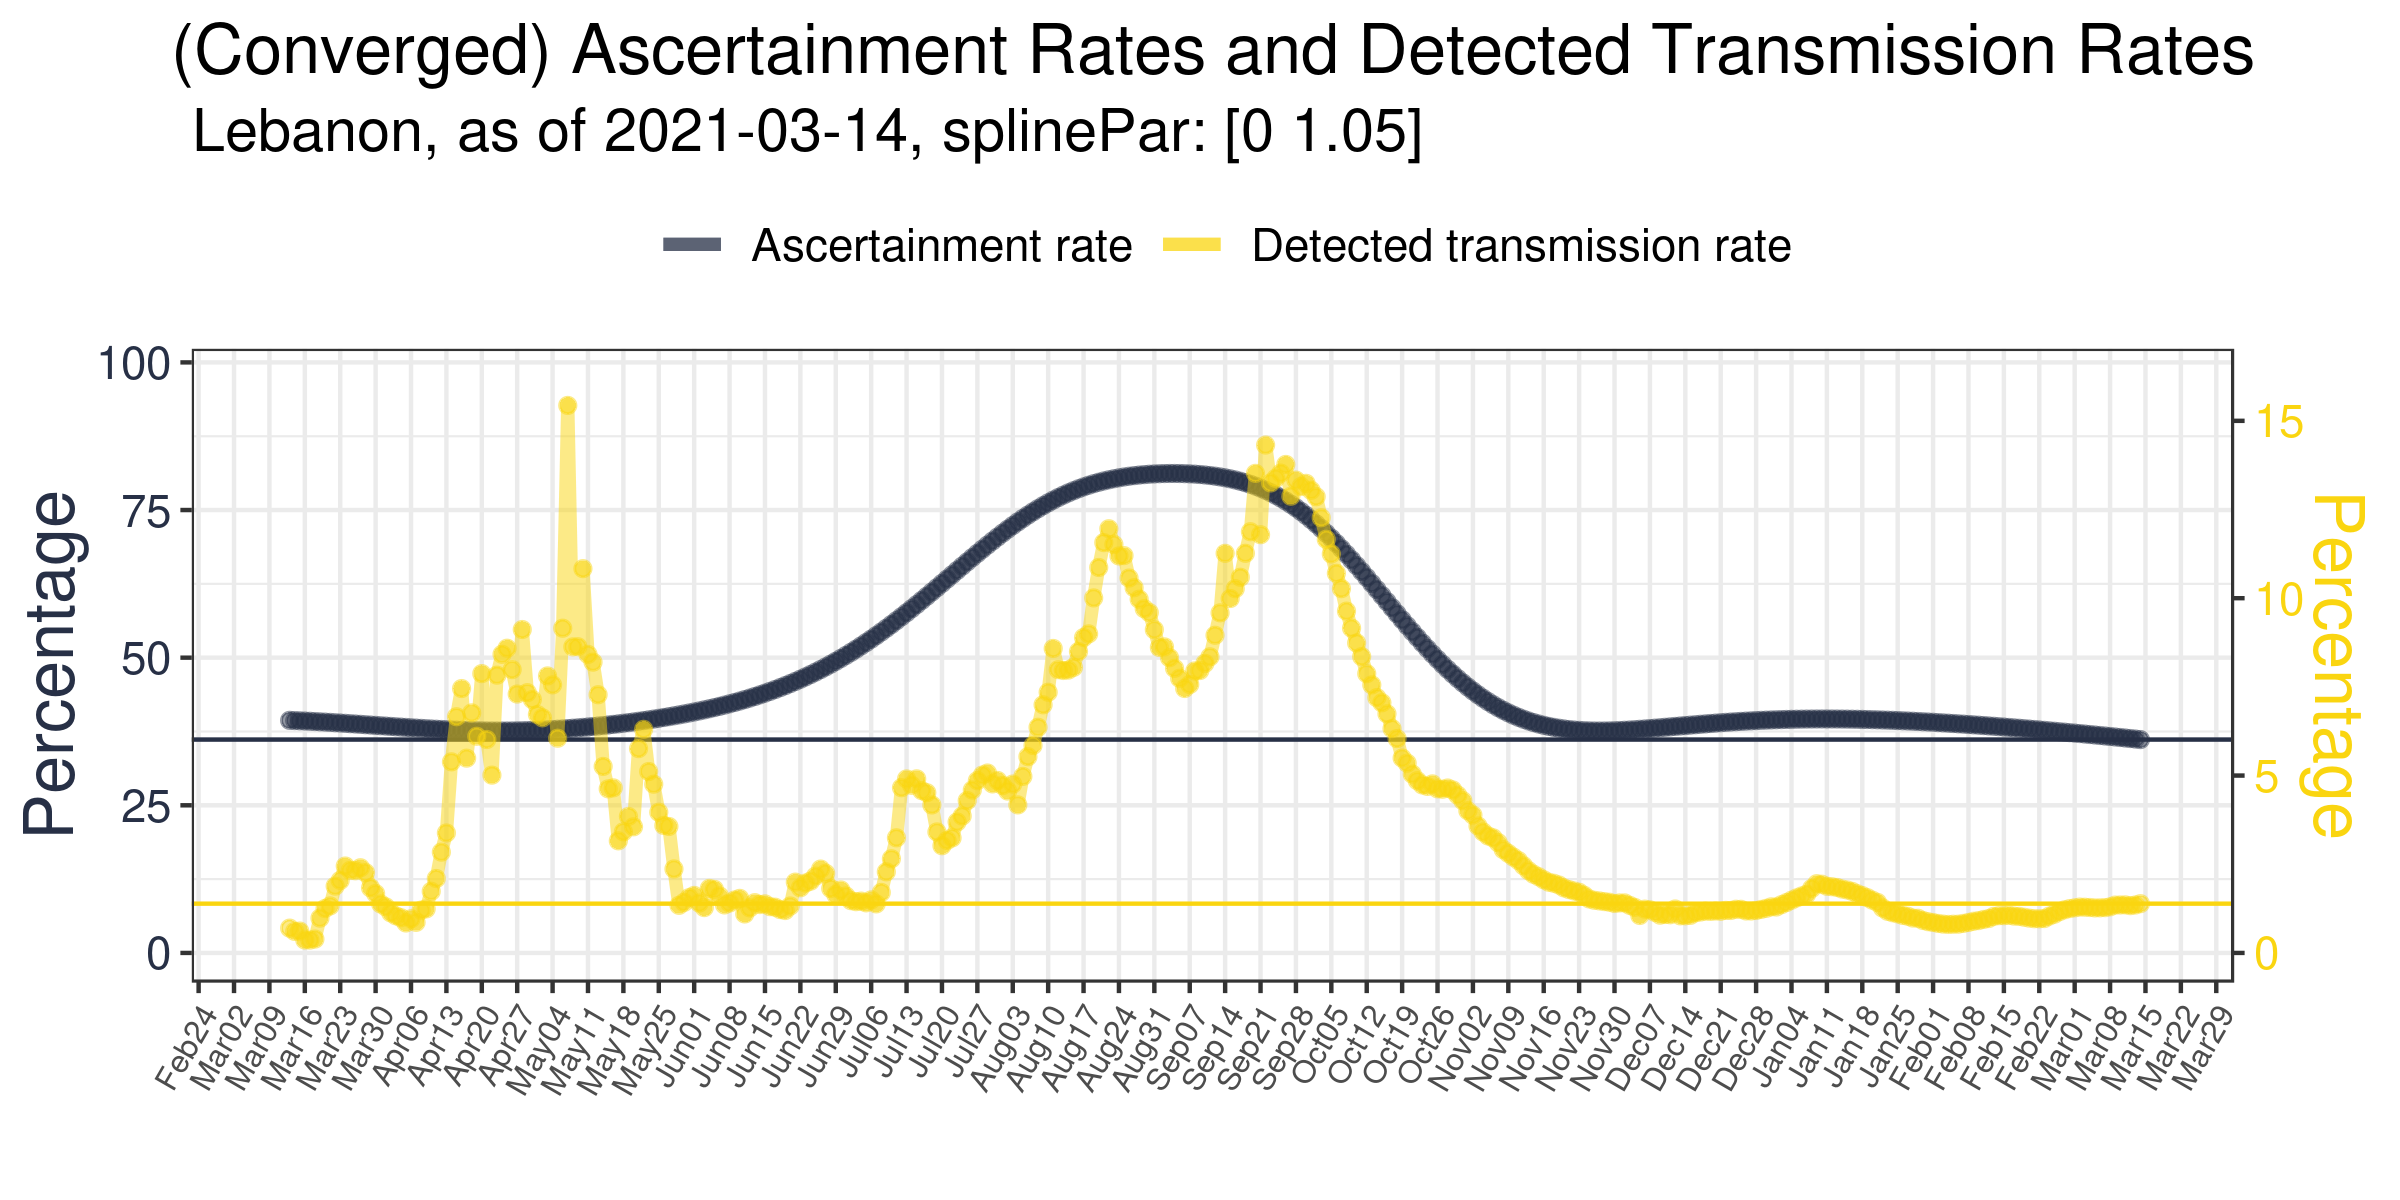 (Converged) Ascertainment Rates and Detected Transmission Rates
Lebanon, as of 2021-03-14, splinePar: [0 1.05]
Ascertainment rate
Detected transmission rate
Percentage
100
75
50
25
0
15
10
5
0
Percentage
Feb24
Mar02
Mar09
Mar16
Mar23
Mar30
Apr06
Apr13
Apr20
Apr27
May04
May11
May18
May25
Jun01
Jun08
Jun15
Jun22
Jun29
Jul06
Jul13
Jul20
Jul27
Aug03
Aug10
Aug17
Aug24
Aug31
Sep07
Sep14
Sep21
Sep28
Oct05
Oct12
Oct19
Oct26
Nov02
Nov09
Nov16
Nov23
Nov30
Dec07
Dec14
Dec21
Dec28
Jan04
Jan11
Jan18
Jan25
Feb01
Feb08
Feb15
Feb22
Mar01
Mar08
Mar15
Mar22
Mar29